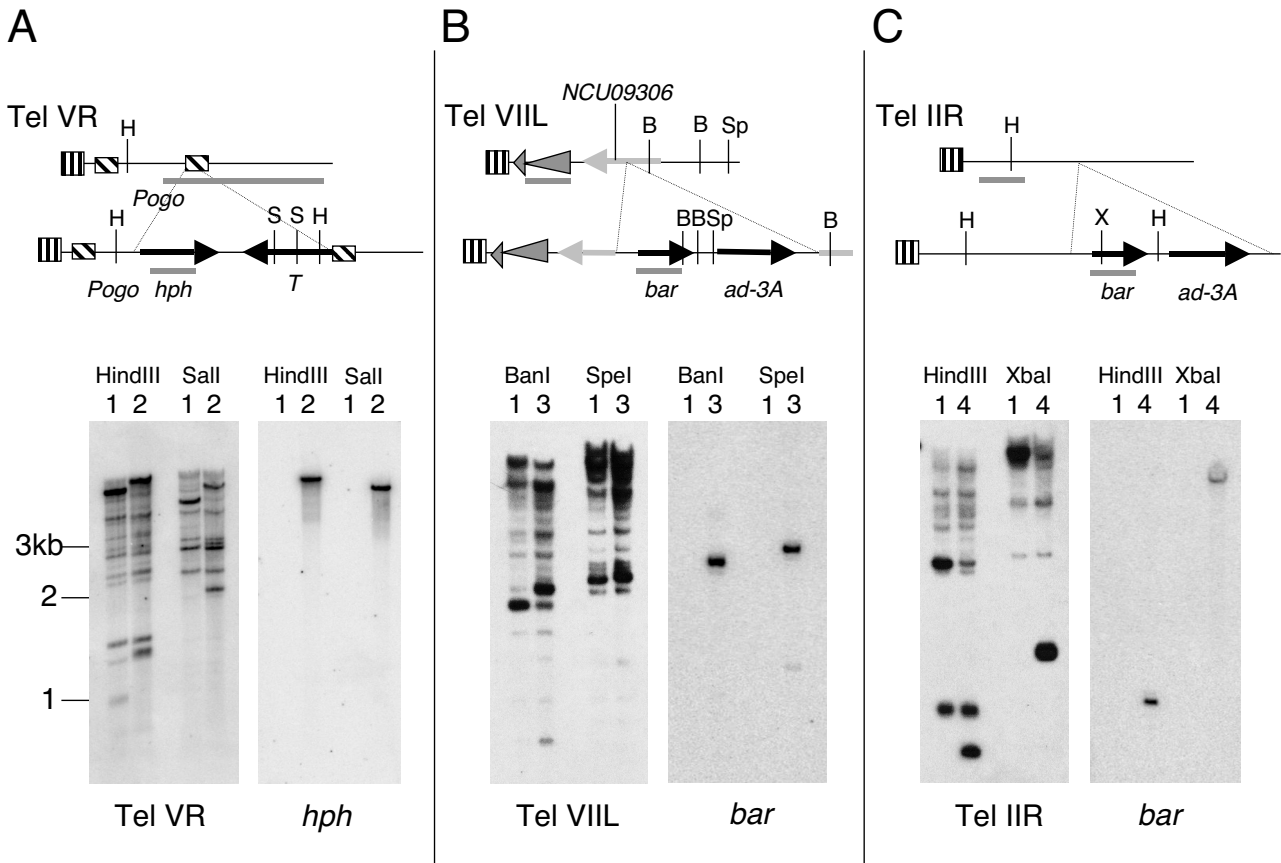 A
Tel VR
H
Pogo
H
S S H
Pogo hph T
HindIII SalI HindIII SalI
1 2 1 2 1 2 1 2
3kb
2
1
Tel VR hph
B
NCU09306
Tel VIIL
B B Sp
BBSp B
bar ad-3A
BanI SpeI BanI SpeI
1 3 1 3 1 3 1 3
Tel VIIL bar
C
Tel IIR
H
H X H
bar ad-3A
HindIII XbaI HindIII XbaI
1 4 1 4 1 4 1 4
Tel IIR bar